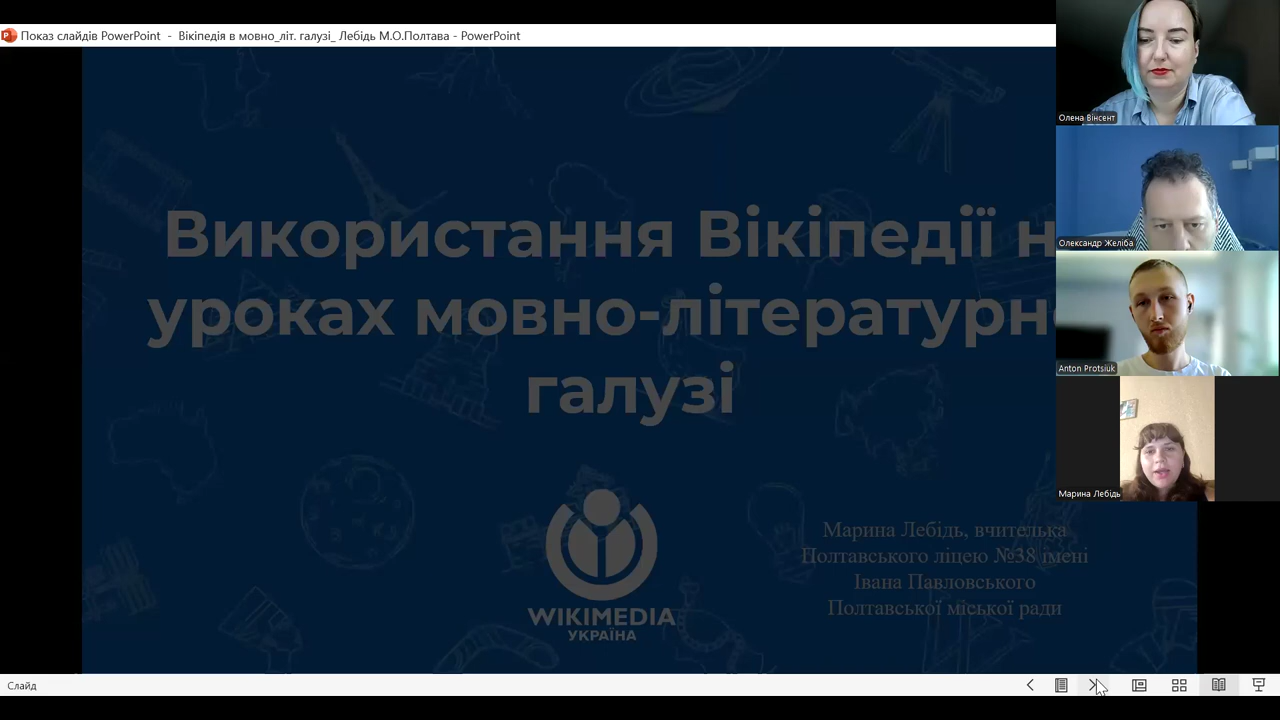 Показ слайдів PowerPoint - Вікіпедія в мовно_літ. галузі_ Лебідь М.О.Полтава - PowerPoint
Використання Вікіпедії н
уроках мовно-літературн
галузі
WIKIMEDIA
УКРАЇНА
Марина Лебідь, вчителька
Полтавського ліцею №38 імені
Івана Павловського
Полтавської міської ради
Олена Вінсент
Олександр Желіба
Anton Protsiuk
Марина Лебідь
Слайд